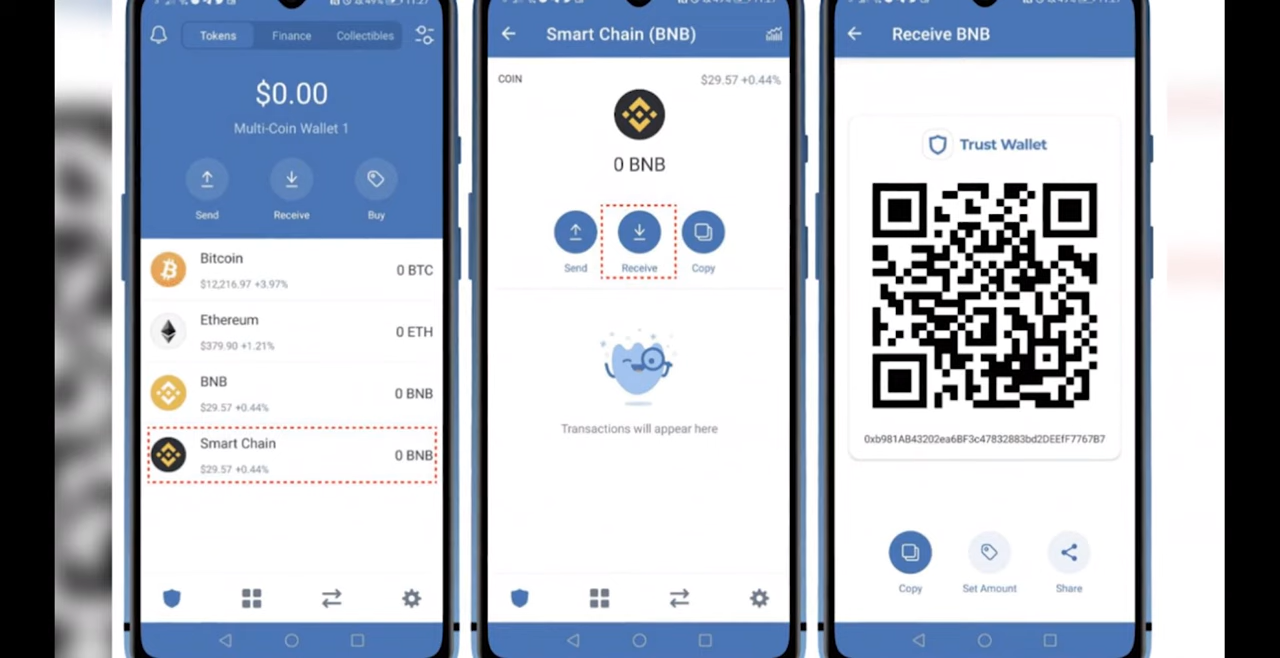 Tokens Finance Collectibles
$0.00
Multi-Coin Wallet 1
Send Receive Buy
Bitcoin
$12,216.97 +3.97%
0 BTC
Ethereum
$379.90 +1.21%
0 ETH
BNB
$29.57 +0.44%
0 BNB
Smart Chain
$29.57 +0.44%
0 BNB
Smart Chain (BNB)
COIN $29.57 +0.44%
0 BNB
Send Receive Copy
Transactions will appear here
Receive BNB
Trust Wallet
0xb981AB43202ea6BF3c47832883bd2DEEfF7767B7
Copy Set Amount Share